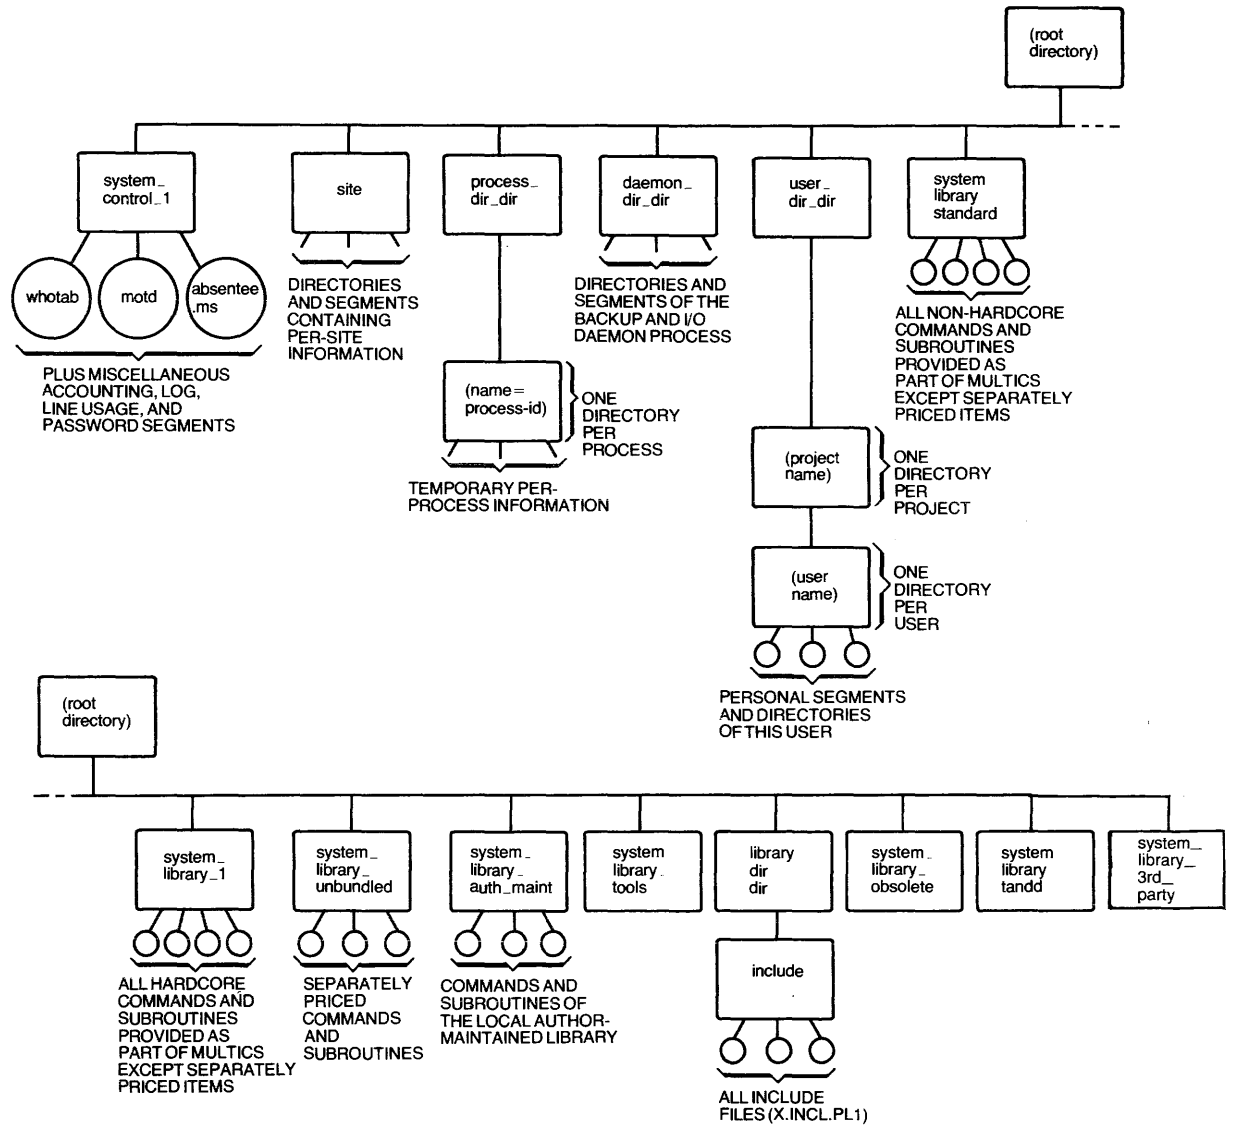 (root
directory)
system_
control_1
site
process_
dir_dir
daemon_
dir_dir
user_
dir_dir
system
library
standard
whotab
motd
absentee
.ms
PLUS MISCELLANEOUS
ACCOUNTING, LOG,
LINE USAGE, AND
PASSWORD SEGMENTS
DIRECTORIES
AND SEGMENTS
CONTAINING
PER-SITE
INFORMATION
(name=
process-id)
ONE
DIRECTORY
PER
PROCESS
TEMPORARY PER-
PROCESS INFORMATION
DIRECTORIES AND
SEGMENTS OF THE
BACKUP AND I/O
DAEMON PROCESS
(project
name)
ONE
DIRECTORY
PER
PROJECT
(user
name)
ONE
DIRECTORY
PER
USER
PERSONAL SEGMENTS
AND DIRECTORIES
OF THIS USER
ALL NON-HARDCORE
COMMANDS AND
SUBROUTINES
PROVIDED AS
PART OF MULTICS
EXCEPT SEPARATELY
PRICED ITEMS
(root
directory)
system_
library_1
system_
library_
unbundled
system_
library_
auth_maint
system
library
tools
library
dir
dir
system_
library_
obsolete
system
library
tandd
system_
library_
3rd_
party
ALL HARDCORE
COMMANDS AND
SUBROUTINES
PROVIDED AS
PART OF MULTICS
EXCEPT SEPARATELY
PRICED ITEMS
SEPARATELY
PRICED
COMMANDS
AND
SUBROUTINES
COMMANDS AND
SUBROUTINES OF
THE LOCAL AUTHOR-
MAINTAINED LIBRARY
include
ALL INCLUDE
FILES (X.INCL.PL1)